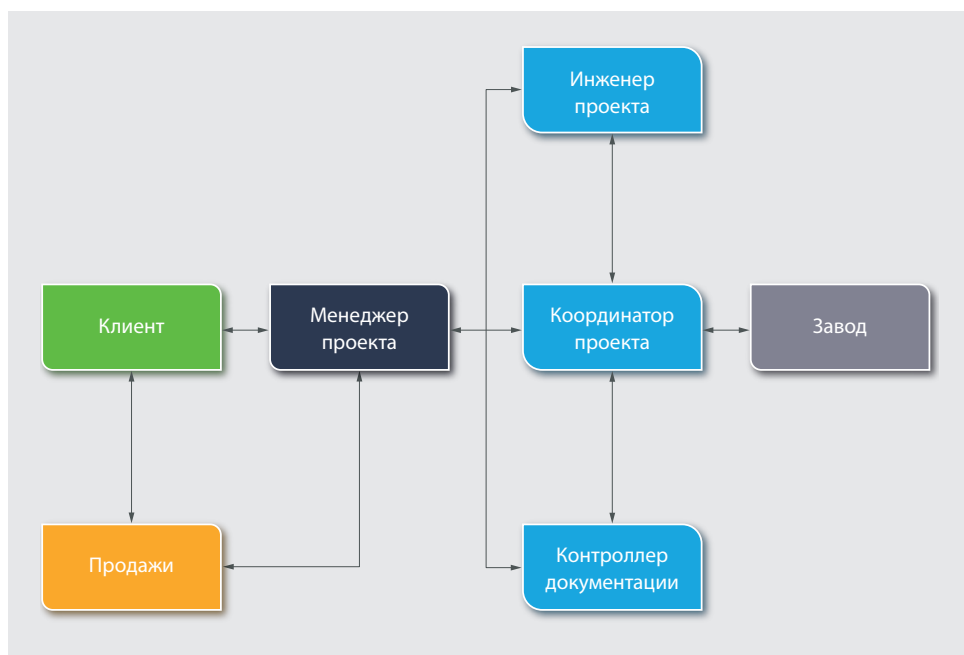 Инженер
проекта
Клиент
Менеджер
проекта
Координатор
проекта
Завод
Продажи
Контроллер
документации